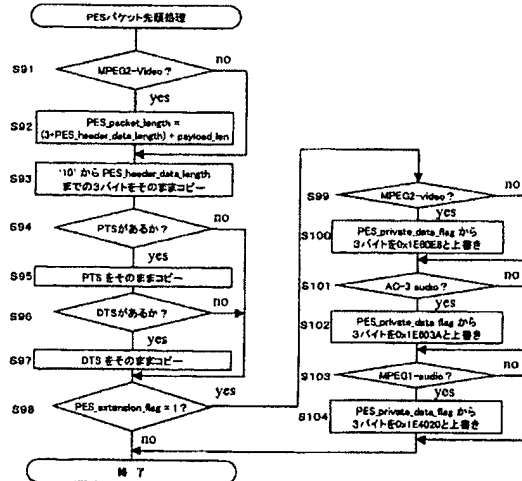 PESパケット先頭処理
S91
MPEG2-Video？
no
yes
S92
PES_packet_length =
(3+PES_header_data_length) + payload_len
S93
'10' から PES_header_data_length
までの3バイトをそのままコピー
S94
PTSがあるか？
no
yes
S95
PTS をそのままコピー
S96
DTSがあるか？
no
yes
S97
DTS をそのままコピー
S98
PES_extension_flag = 1？
yes
no
終 了
S99
MPEG2-video？
no
yes
S100
PES_private_data_flag から
3バイトを0x1E60E8と上書き
S101
AC-3 audio？
no
yes
S102
PES_private_data flag から
3バイトを0x1E603Aと上書き
S103
MPEG1-audio？
no
yes
S104
PES_private_data_flag から
3バイトを0x1E4020と上書き